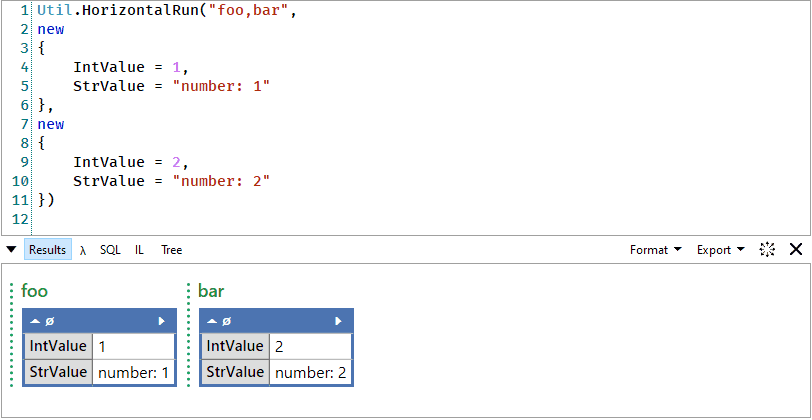 1 Util.HorizontalRun("foo,bar",
2 new
3 {
4     IntValue = 1,
5     StrValue = "number: 1"
6 },
7 new
8 {
9     IntValue = 2,
10     StrValue = "number: 2"
11 })
12
Results λ SQL IL Tree Format Export
foo bar
ø ø
IntValue 1 IntValue 2
StrValue number: 1 StrValue number: 2